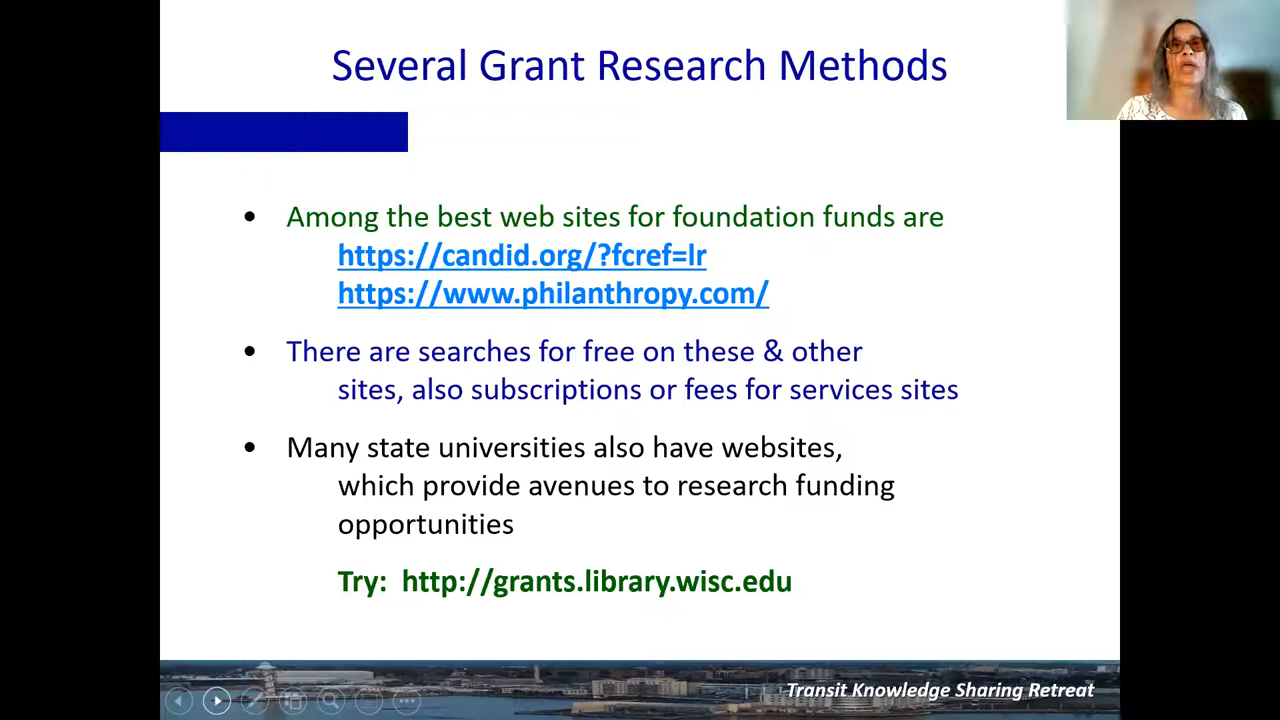 Several Grant Research Methods
• Among the best web sites for foundation funds are
https://candid.org/?fcref=lr
https://www.philanthropy.com/
• There are searches for free on these & other
sites, also subscriptions or fees for services sites
• Many state universities also have websites,
which provide avenues to research funding
opportunities
Try: http://grants.library.wisc.edu
Transit Knowledge Sharing Retreat